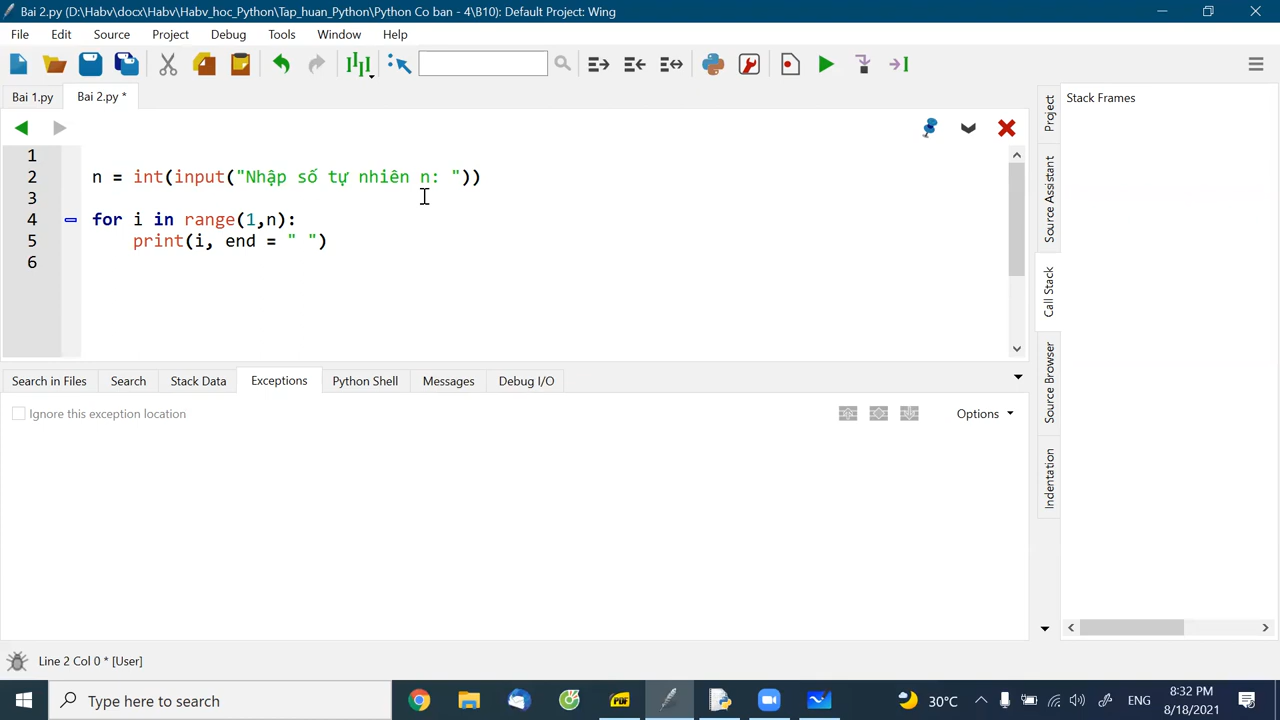 Bai 2.py (D:\Habv\docx\Habv\Habv_hoc_Python\Tap_huan_Python\Python Co ban - 4\B10): Default Project: Wing
File Edit Source Project Debug Tools Window Help
Bai 1.py Bai 2.py *
Stack Frames
1
2 n = int(input("Nhập số tự nhiên n: "))
3
4 for i in range(1,n):
5 print(i, end = " ")
6
Project
Source Assistant
Call Stack
Source Browser
Indentation
Search in Files Search Stack Data Exceptions Python Shell Messages Debug I/O
Ignore this exception location Options
Line 2 Col 0 * [User]
Type here to search
PDF
30°C
ENG
8:32 PM
8/18/2021